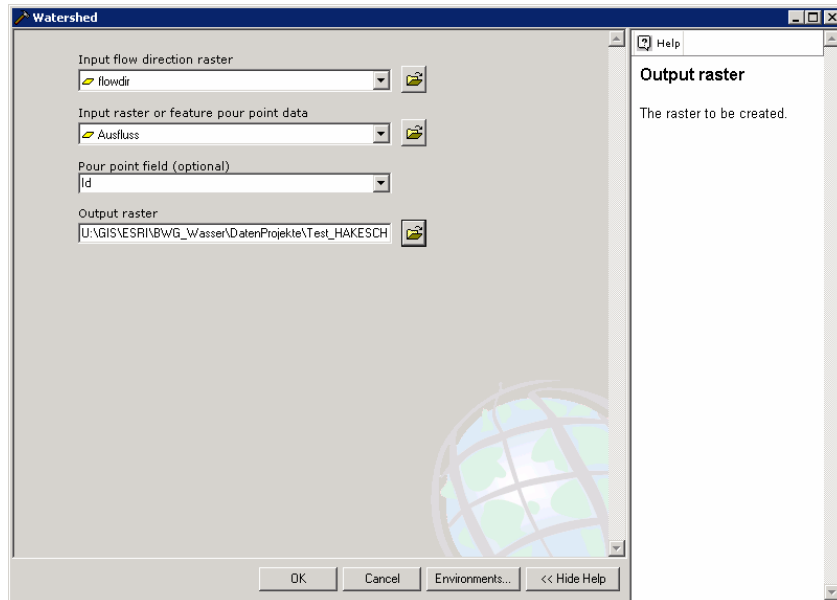 Watershed
Input flow direction raster
flowdir
Input raster or feature pour point data
Ausfluss
Pour point field (optional)
Id
Output raster
U:\GIS\ESRI\BWG_Wasser\DatenProjekte\Test_HAKESCH
OK
Cancel
Environments...
<< Hide Help
Help
Output raster
The raster to be created.